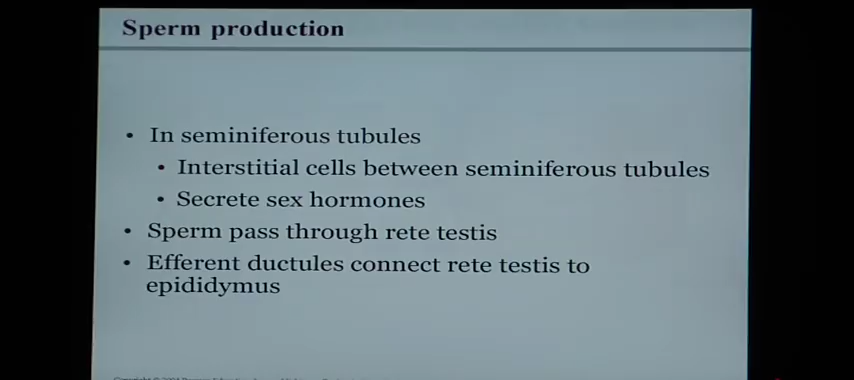 Sperm production
• In seminiferous tubules
• Interstitial cells between seminiferous tubules
• Secrete sex hormones
• Sperm pass through rete testis
• Efferent ductules connect rete testis to
epididymus